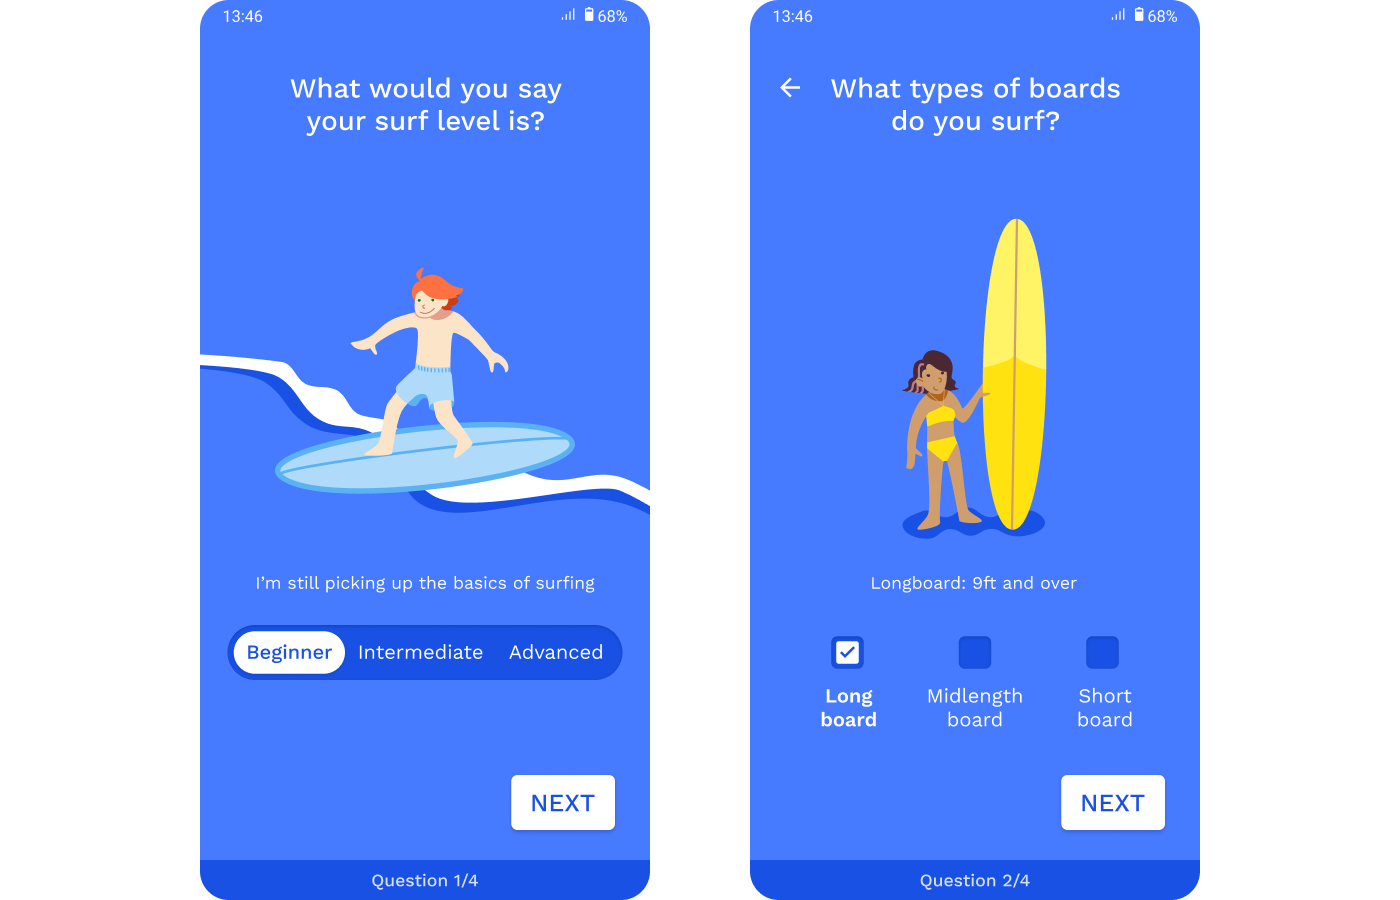 13:46
68%
What would you say
your surf level is?
I'm still picking up the basics of surfing
Beginner Intermediate Advanced
NEXT
Question 1/4
13:46
68%
What types of boards
do you surf?
Longboard: 9ft and over
Long
board
Midlength
board
Short
board
NEXT
Question 2/4